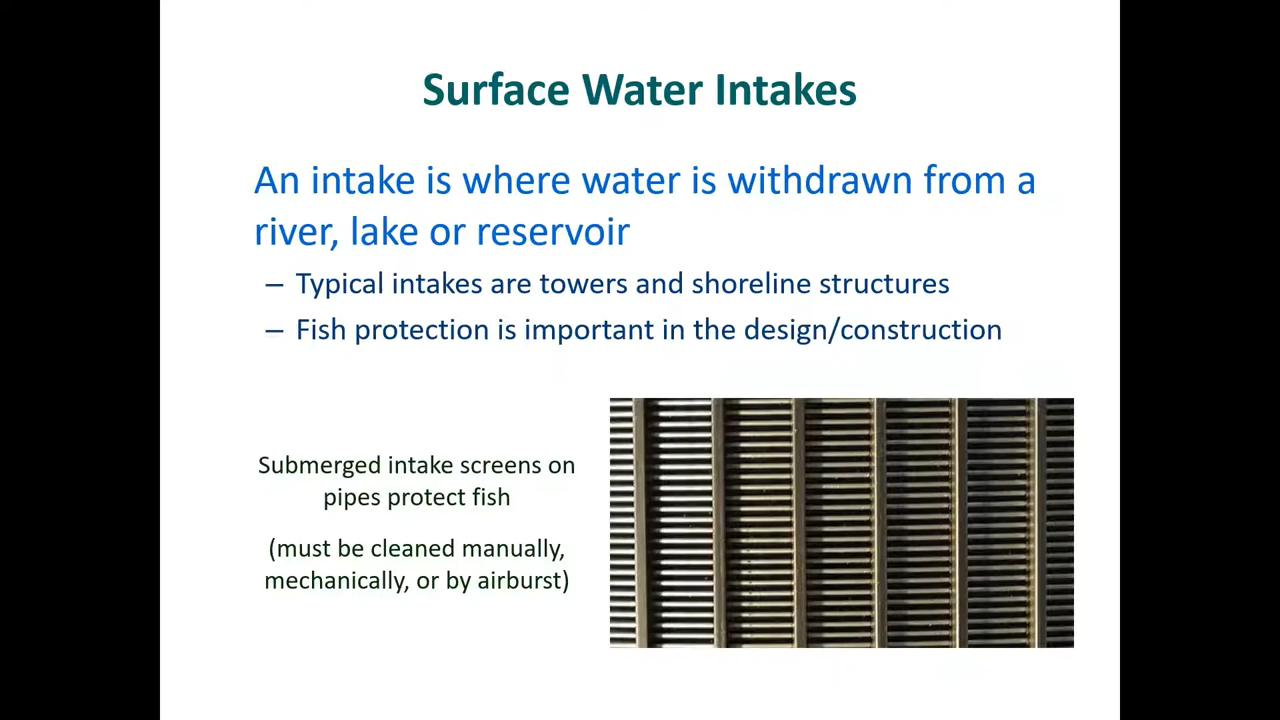 Surface Water Intakes
An intake is where water is withdrawn from a
river, lake or reservoir
– Typical intakes are towers and shoreline structures
– Fish protection is important in the design/construction
Submerged intake screens on
pipes protect fish
(must be cleaned manually,
mechanically, or by airburst)